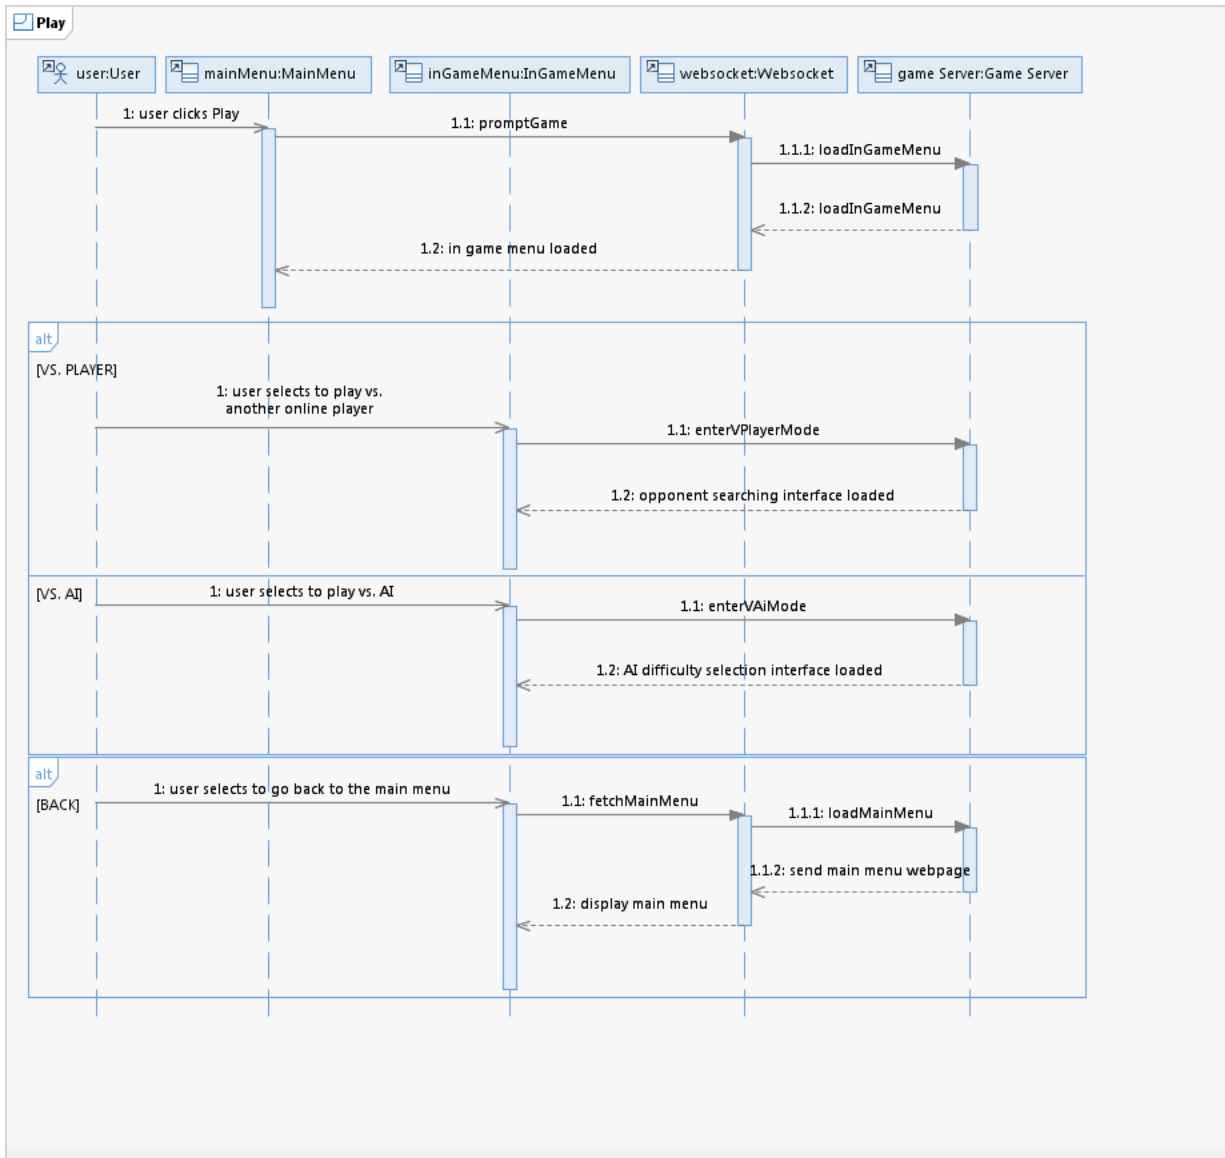 Play
user:User
mainMenu:MainMenu
inGameMenu:InGameMenu
websocket:Websocket
game Server:Game Server
1: user clicks Play
1.1: promptGame
1.1.1: loadInGameMenu
1.1.2: loadInGameMenu
1.2: in game menu loaded
alt
[VS. PLAYER]
1: user selects to play vs.
another online player
1.1: enterVPlayerMode
1.2: opponent searching interface loaded
[VS. AI]
1: user selects to play vs. AI
1.1: enterVAiMode
1.2: AI difficulty selection interface loaded
alt
[BACK]
1: user selects to go back to the main menu
1.1: fetchMainMenu
1.1.1: loadMainMenu
1.1.2: send main menu webpage
1.2: display main menu